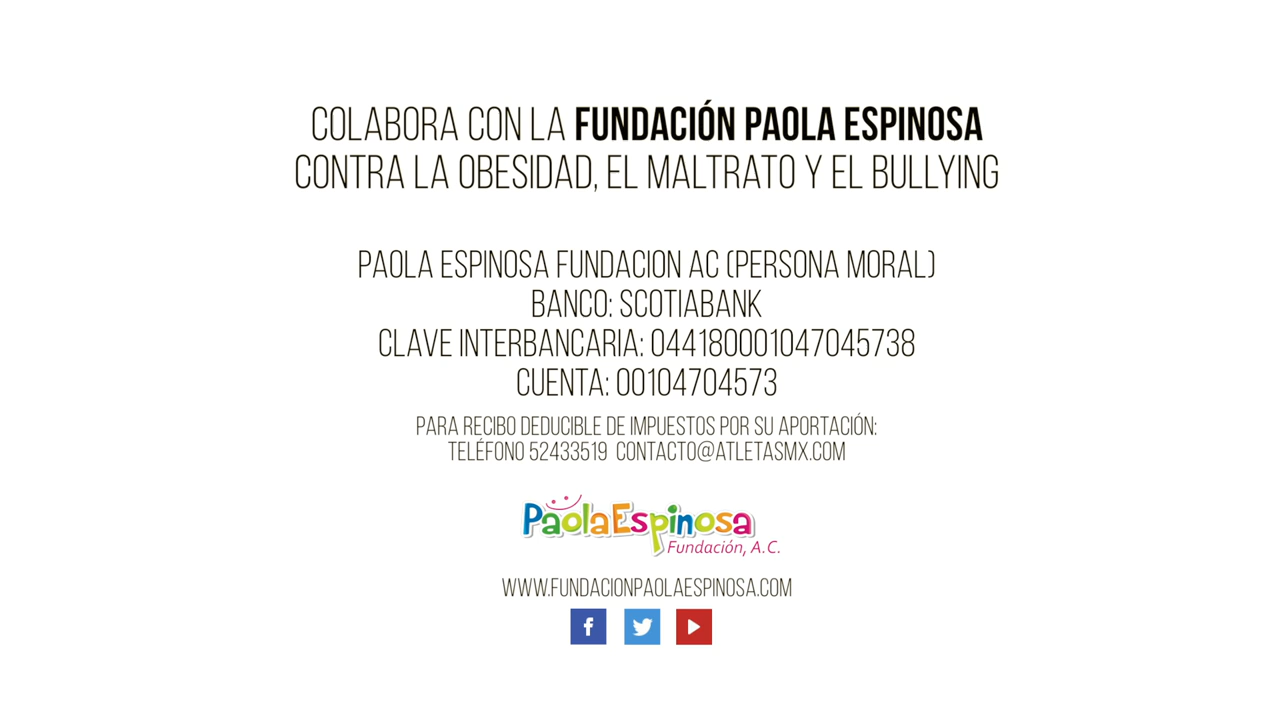 COLABORA CON LA FUNDACIÓN PAOLA ESPINOSA
CONTRA LA OBESIDAD, EL MALTRATO Y EL BULLYING
PAOLA ESPINOSA FUNDACION AC (PERSONA MORAL)
BANCO: SCOTIABANK
CLAVE INTERBANCARIA: 044180001047045738
CUENTA: 00104704573
PARA RECIBO DEDUCIBLE DE IMPUESTOS POR SU APORTACIÓN:
TELÉFONO 52433519 CONTACTO@ATLETASMX.COM
PaolaEspinosa
Fundación, A.C.
WWW.FUNDACIONPAOLAESPINOSA.COM